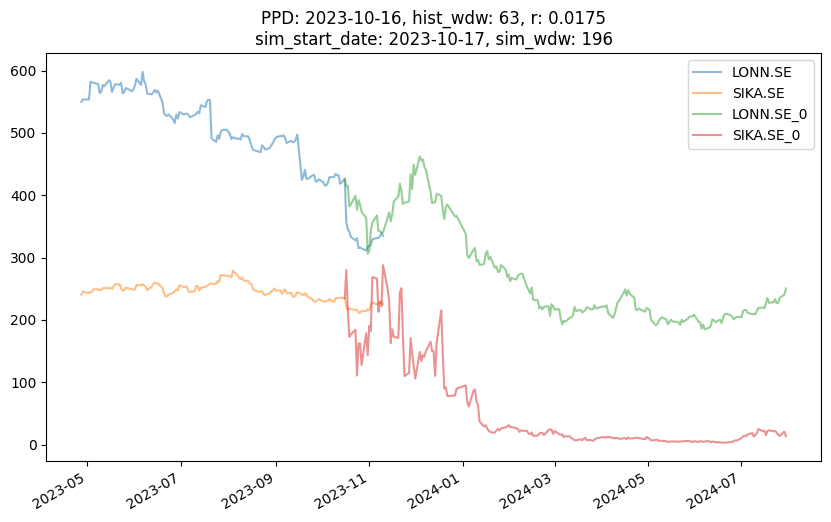 PPD: 2023-10-16, hist_wdw: 63, r: 0.0175
sim_start_date: 2023-10-17, sim_wdw: 196
LONN.SE
SIKA.SE
LONN.SE_0
SIKA.SE_0
600
500
400
300
200
100
0
2023-05
2023-07
2023-09
2023-11
2024-01
2024-03
2024-05
2024-07